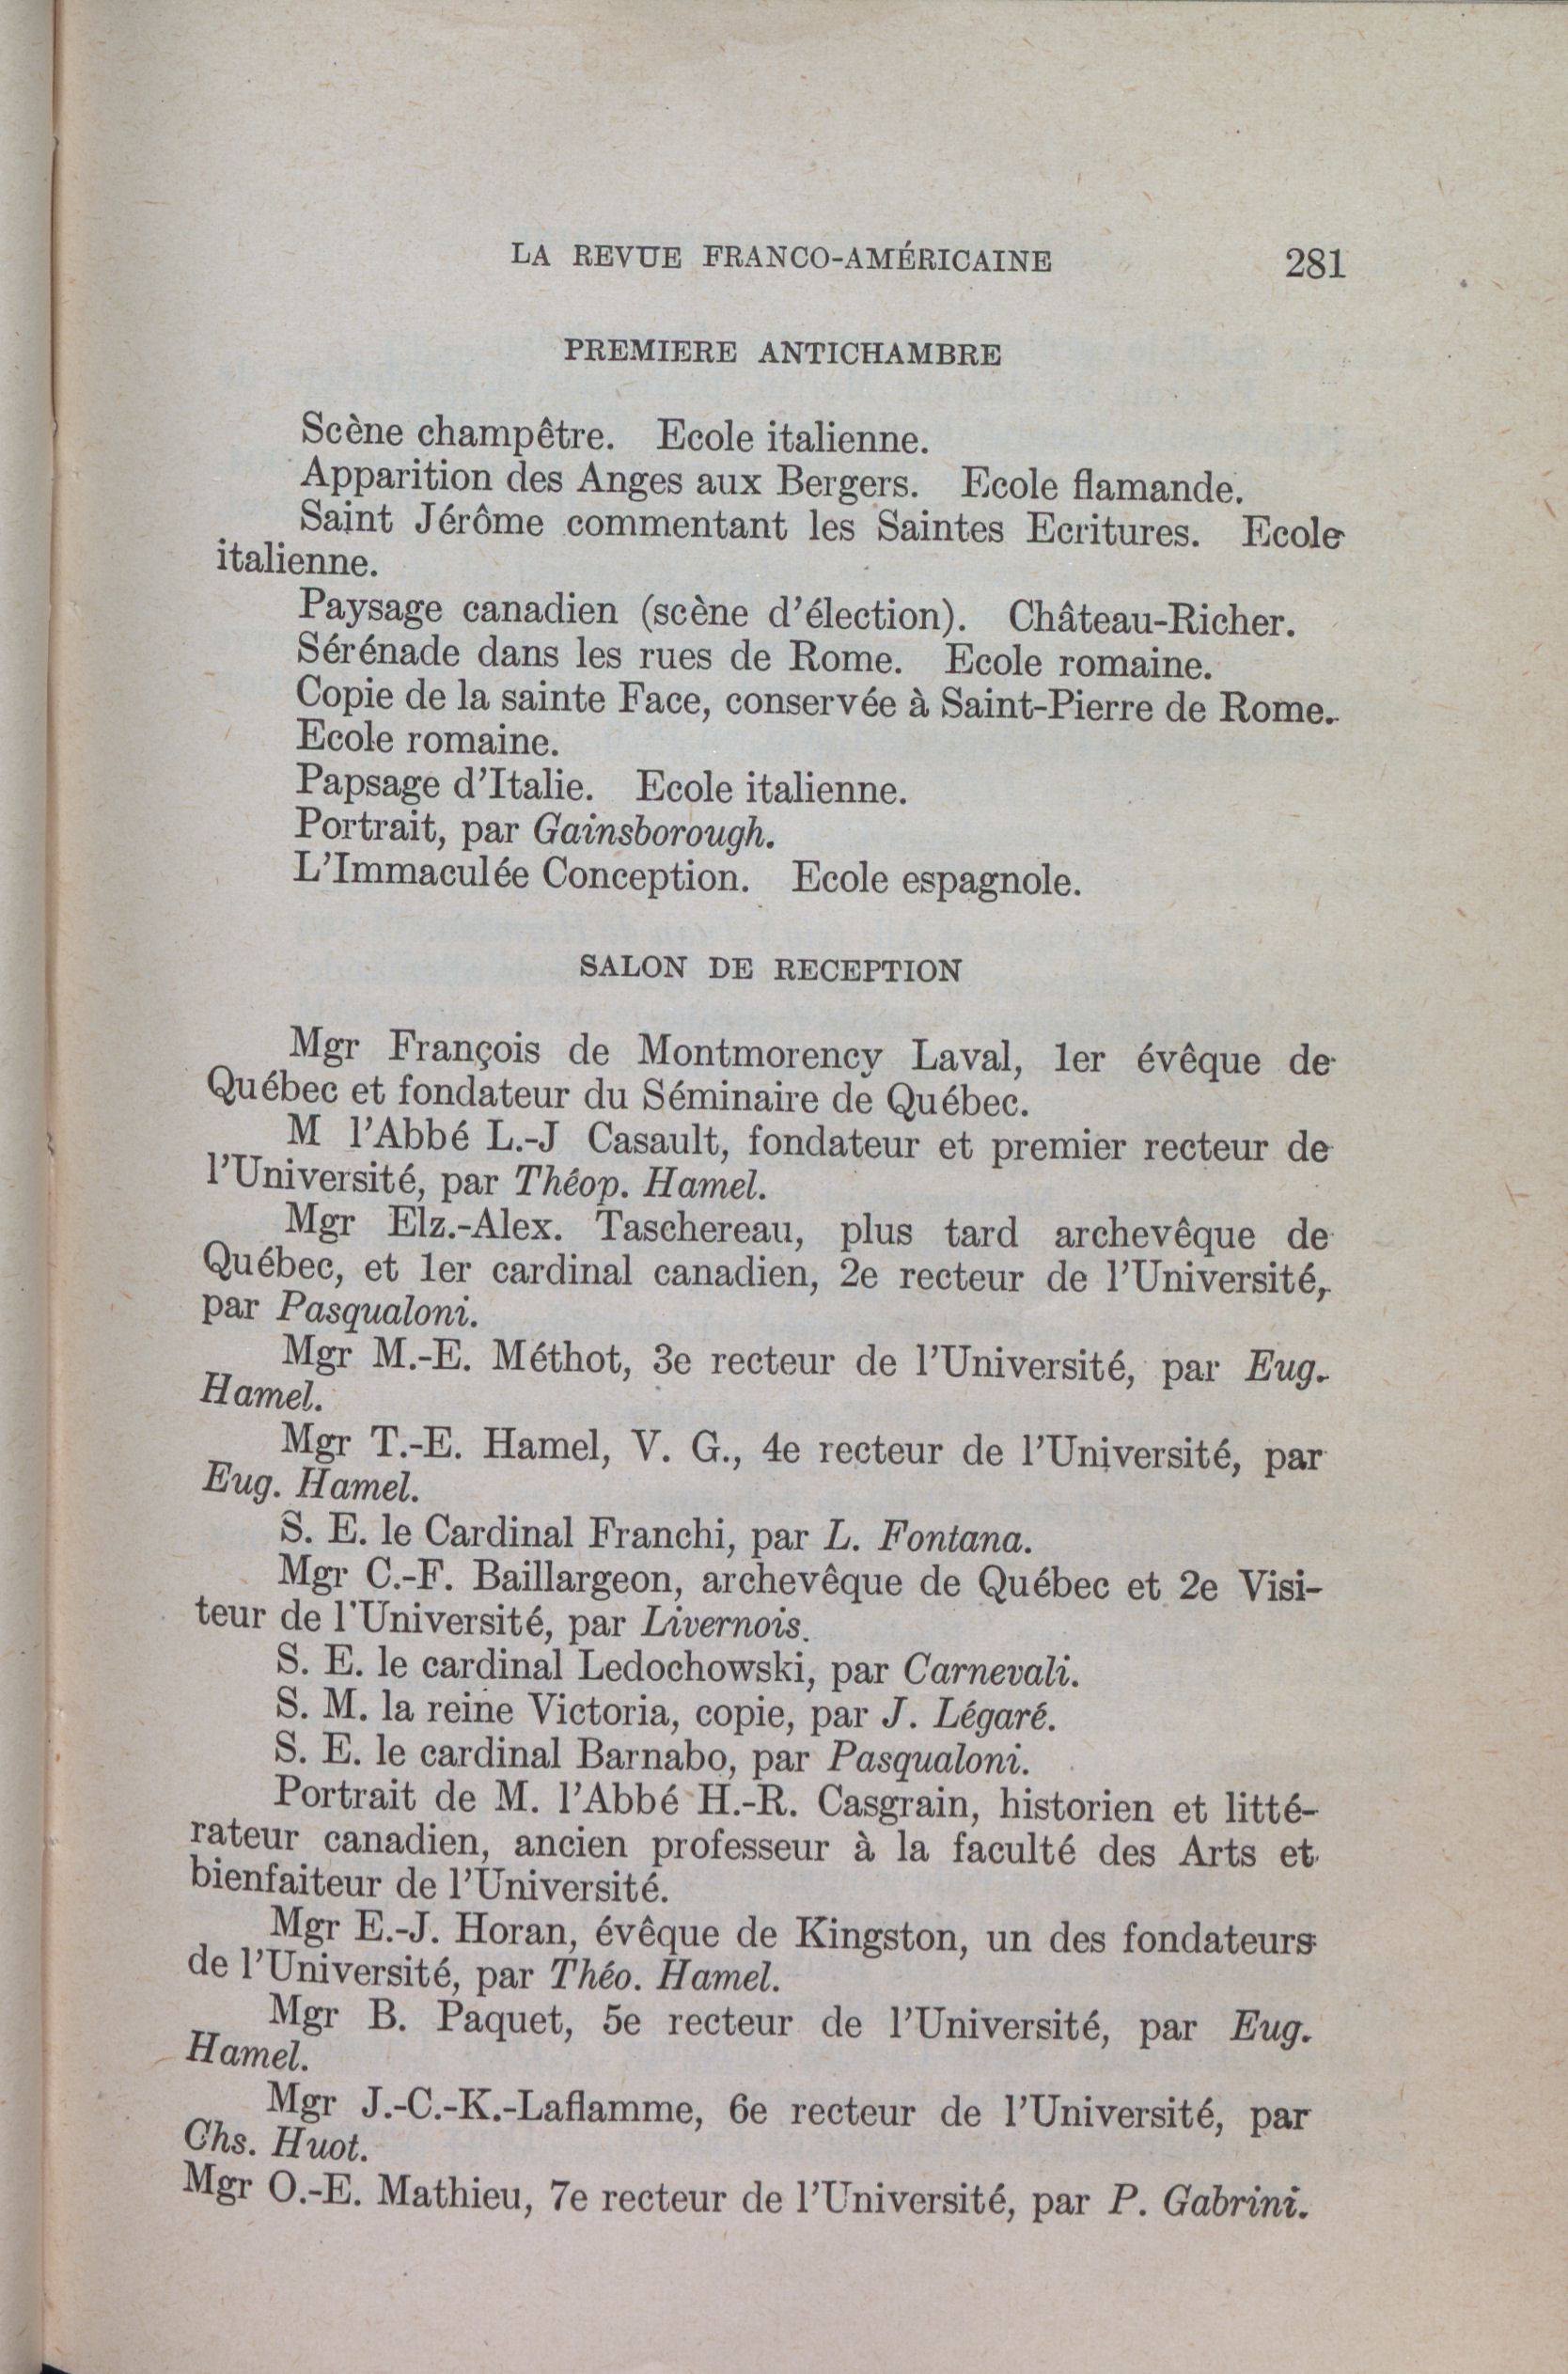 LA REVUE FRANCO-AMÉRICAINE 281
PREMIERE ANTICHAMBRE
Scène champêtre. Ecole italienne.
Apparition des Anges aux Bergers. Ecole flamande.
Saint Jérôme commentant les Saintes Ecritures. Ecole
italienne.
Paysage canadien (scène d'élection). Château-Richer.
Sérénade dans les rues de Rome. Ecole romaine.
Copie de la sainte Face, conservée à Saint-Pierre de Rome.
Ecole romaine.
Papsage d'Italie. Ecole italienne.
Portrait, par Gainsborough.
L'Immaculée Conception. Ecole espagnole.
SALON DE RECEPTION
Mgr François de Montmorency Laval, 1er évêque de
Québec et fondateur du Séminaire de Québec.
M l'Abbé L.-J Casault, fondateur et premier recteur de
l'Université, par Théop. Hamel.
Mgr Elz.-Alex. Taschereau, plus tard archevêque de
Québec, et 1er cardinal canadien, 2e recteur de l'Université,
par Pasqualoni.
Mgr M.-E. Méthot, 3e recteur de l'Université, par Eug.
Hamel.
Mgr T.-E. Hamel, V. G., 4e recteur de l'Université, par
Eug. Hamel.
S. E. le Cardinal Franchi, par L. Fontana.
Mgr C.-F. Baillargeon, archevêque de Québec et 2e Visi-
teur de l'Université, par Livernois.
S. E. le cardinal Ledochowski, par Carnevali.
S. M. la reine Victoria, copie, par J. Légaré.
S. E. le cardinal Barnabo, par Pasqualoni.
Portrait de M. l'Abbé H.-R. Casgrain, historien et litté-
rateur canadien, ancien professeur à la faculté des Arts et
bienfaiteur de l'Université.
Mgr E.-J. Horan, évêque de Kingston, un des fondateurs
de l'Université, par Théo. Hamel.
Mgr B. Paquet, 5e recteur de l'Université, par Eug.
Hamel.
Mgr J.-C.-K.-Laflamme, 6e recteur de l'Université, par
Chs. Huot.
Mgr O.-E. Mathieu, 7e recteur de l'Université, par P. Gabrini.